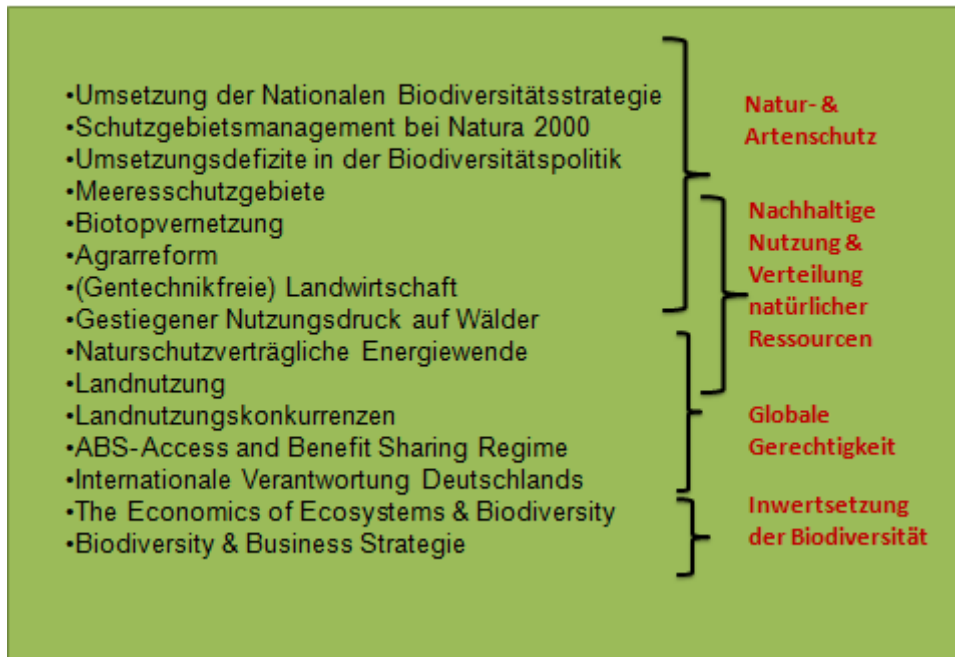 •Umsetzung der Nationalen Biodiversitätsstrategie
•Schutzgebietsmanagement bei Natura 2000
•Umsetzungsdefizite in der Biodiversitätspolitik
•Meeresschutzgebiete
•Biotopvernetzung
•Agrarreform
•(Gentechnikfreie) Landwirtschaft
•Gestiegener Nutzungsdruck auf Wälder
•Naturschutzverträgliche Energiewende
•Landnutzung
•Landnutzungskonkurrenzen
•ABS-Access and Benefit Sharing Regime
•Internationale Verantwortung Deutschlands
•The Economics of Ecosystems & Biodiversity
•Biodiversity & Business Strategie
Natur- &
Artenschutz
Nachhaltige
Nutzung &
Verteilung
natürlicher
Ressourcen
Globale
Gerechtigkeit
Inwertsetzung
der Biodiversität